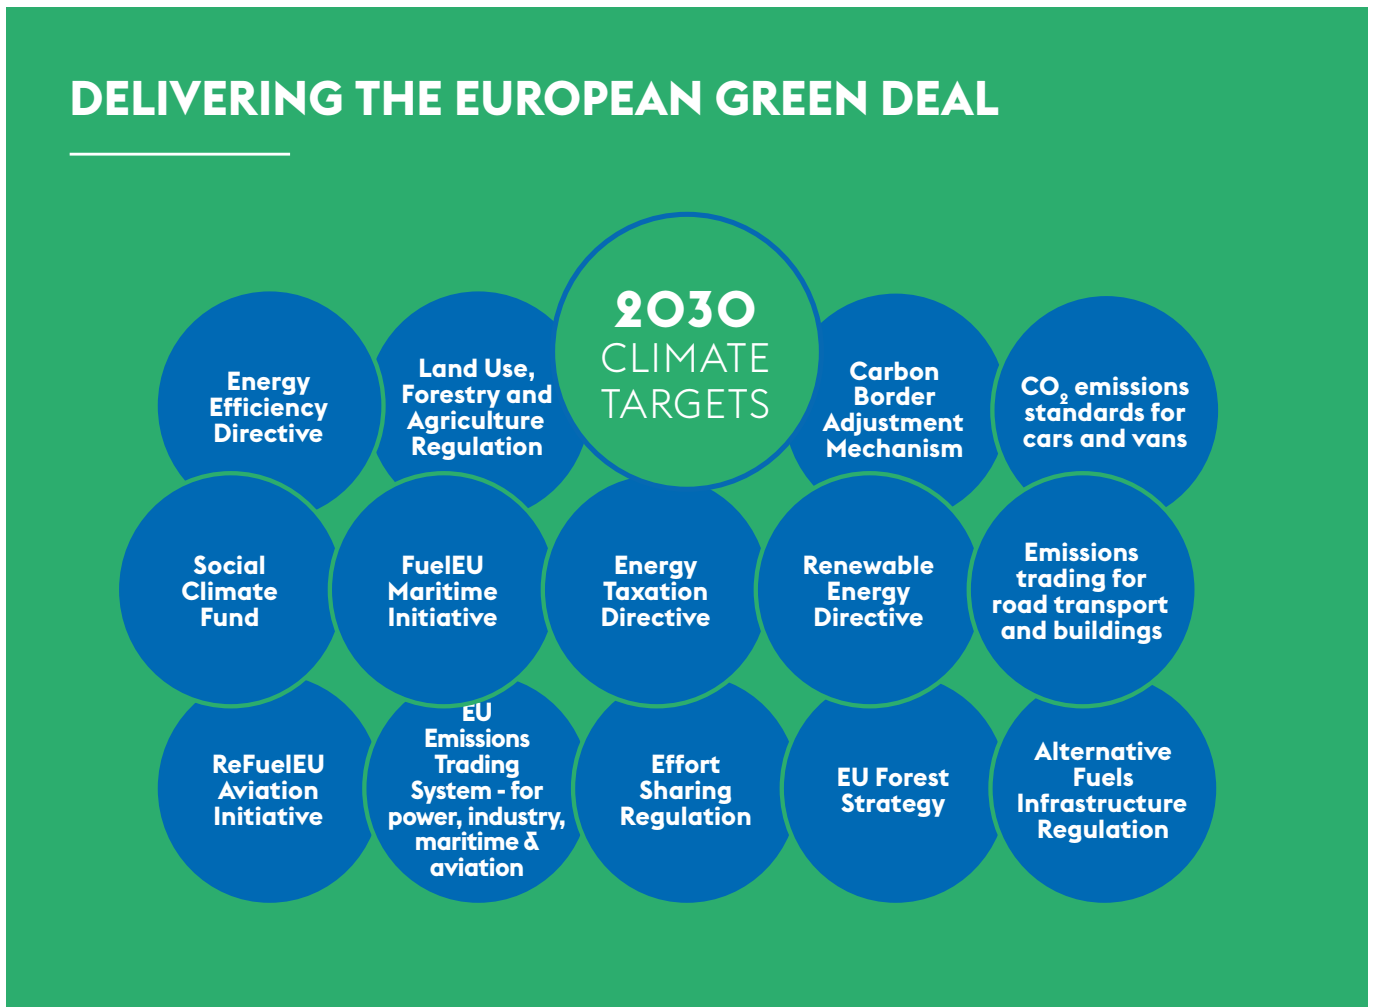 DELIVERING THE EUROPEAN GREEN DEAL
2030
CLIMATE
TARGETS
Energy
Efficiency
Directive
Land Use,
Forestry and
Agriculture
Regulation
Carbon
Border
Adjustment
Mechanism
CO₂ emissions
standards for
cars and vans
Social
Climate
Fund
FuelEU
Maritime
Initiative
Energy
Taxation
Directive
Renewable
Energy
Directive
Emissions
trading for
road transport
and buildings
ReFuelEU
Aviation
Initiative
EU
Emissions
Trading
System - for
power, industry,
maritime &
aviation
Effort
Sharing
Regulation
EU Forest
Strategy
Alternative
Fuels
Infrastructure
Regulation